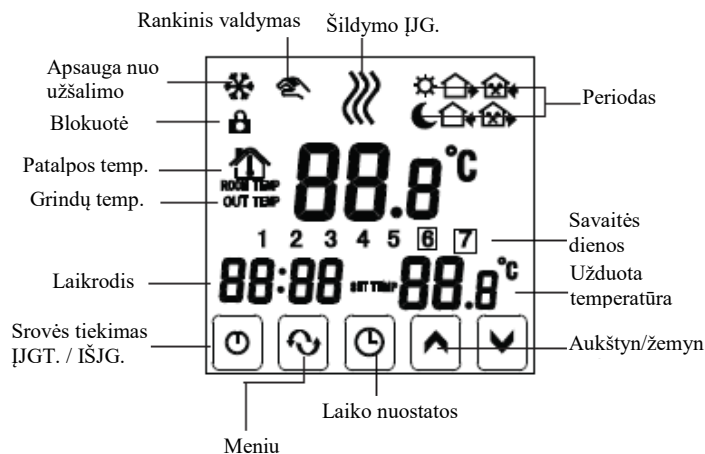 Rankinis valdymas
Šildymo ĮJG.
Apsauga nuo
užšalimo
Blokuotė
Periodas
Patalpos temp.
ROOM TEMP
Grindų temp.
OUT TEMP
88.8°C
1 2 3 4 5 6 7
Savaitės
dienos
Laikrodis
88:88
SET TEMP
88.8°C
Užduota
temperatūra
Srovės tiekimas
ĮJGT. / IŠJG.
Aukštyn/žemyn
Laiko nuostatos
Meniu